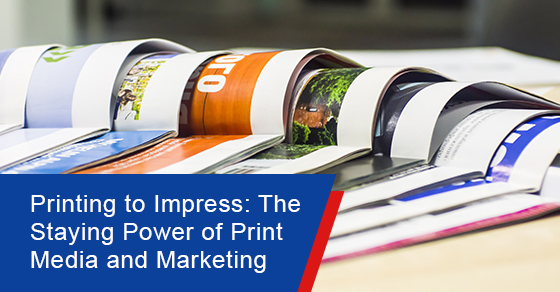 Printing to Impress: The
Staying Power of Print
Media and Marketing